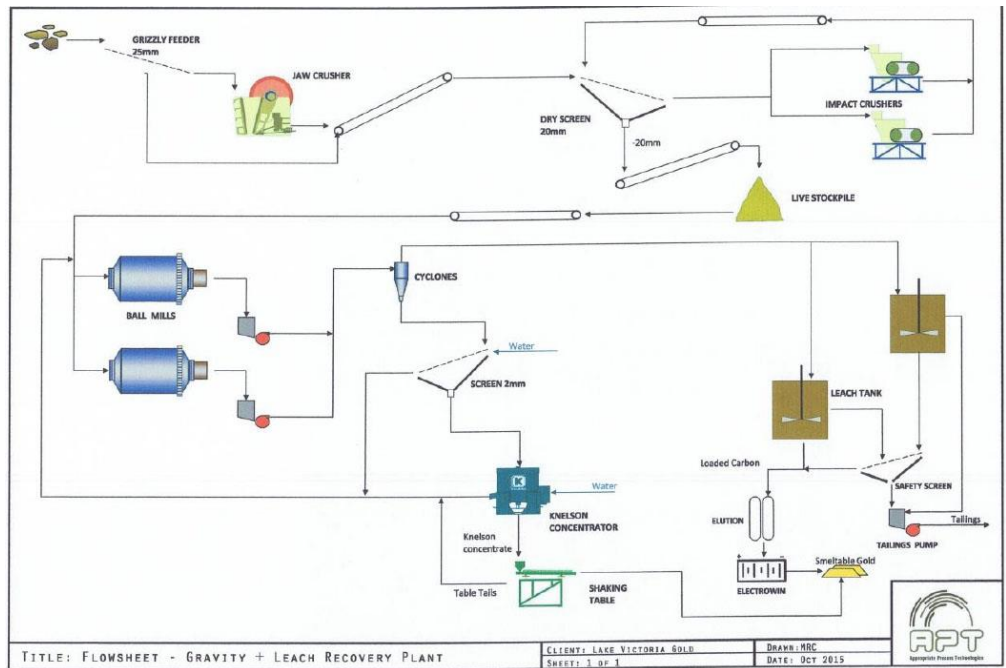 GRIZZLY FEEDER
25mm
JAW CRUSHER
DRY SCREEN
20mm
-20mm
IMPACT CRUSHERS
LIVE STOCKPILE
BALL MILLS
CYCLONES
Water
SCREEN 2mm
LEACH TANK
Loaded Carbon
SAFETY SCREEN
K
Water
KNELSON
CONCENTRATOR
Knelson
concentrate
ELUTION
Tailings
TAILINGS PUMP
Smeltable Gold
Table Tails
SHAKING
TABLE
ELECTROWIN
APT
Appropriate Process Technologies
TITLE: FLOWSHEET - GRAVITY + LEACH RECOVERY PLANT
CLIENT: LAKE VICTORIA GOLD
SHEET: 1 OF 1
DRAWN: MRC
DATE: OCT 2015